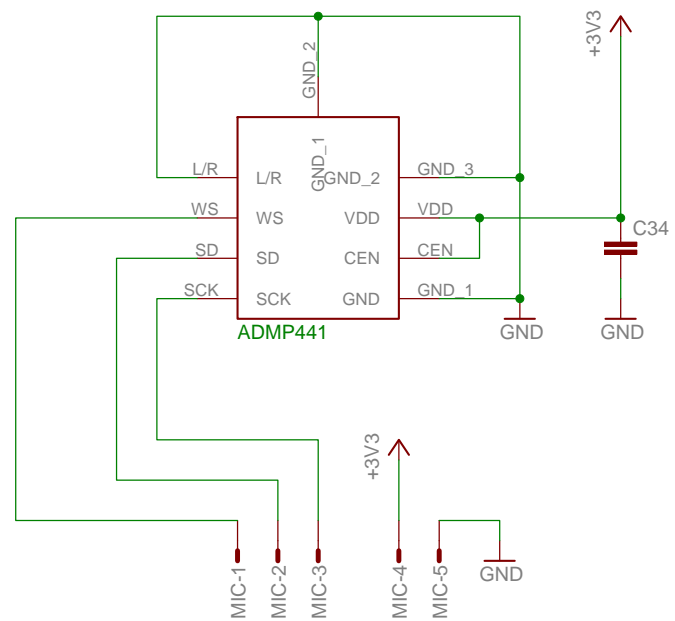 +3V3
GND_2
L/R
L/R
GND_1
GND_2
GND_3
WS
WS
VDD
VDD
C34
SD
SD
CEN
CEN
SCK
SCK
GND
GND_1
ADMP441
GND
GND
+3V3
MIC-1
MIC-2
MIC-3
MIC-4
MIC-5
GND